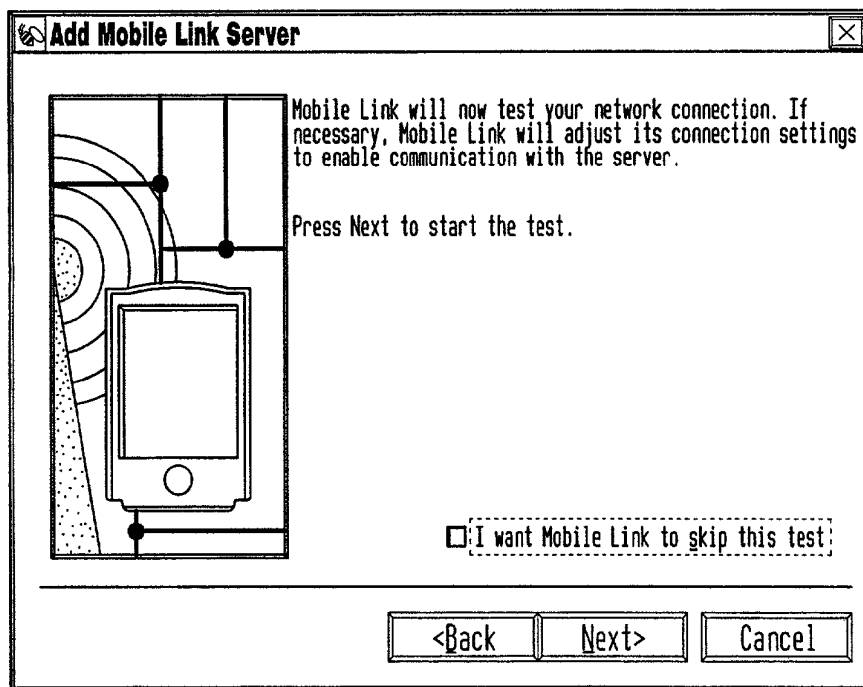 Add Mobile Link Server
Mobile Link will now test your network connection. If
necessary, Mobile Link will adjust its connection settings
to enable communication with the server.
Press Next to start the test.
I want Mobile Link to skip this test
<Back
Next>
Cancel